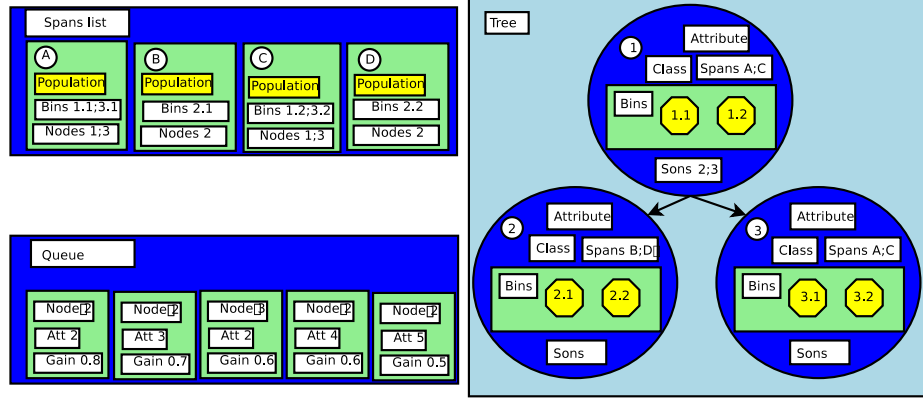 Spans list
A
Population
Bins 1.1;3.1
Nodes 1;3
B
Population
Bins 2.1
Nodes 2
C
Population
Bins 1.2;3.2
Nodes 1;3
D
Population
Bins 2.2
Nodes 2
Queue
Node▯2
Att 2
Gain 0.8
Node▯2
Att 3
Gain 0.7
Node▯3
Att 2
Gain 0.6
Node▯2
Att 4
Gain 0.6
Node▯2
Att 5
Gain 0.5
Tree
1
Attribute
Class
Spans A;C
Bins
1.1
1.2
Sons 2;3
2
Attribute
Class
Spans B;D▯
Bins
2.1
2.2
Sons
3
Attribute
Class
Spans A;C
Bins
3.1
3.2
Sons